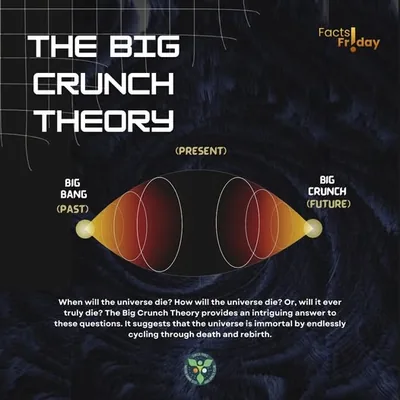 Facts
Fr!day
THE BIG
CRUNCH
THEORY
(PRESENT)
BIG
BANG
(PAST)
BIG
CRUNCH
(FUTURE)
When will the universe die? How will the universe die? Or, will it ever
truly die? The Big Crunch Theory provides an intriguing answer to
these questions. It suggests that the universe is immortal by endlessly
cycling through death and rebirth.